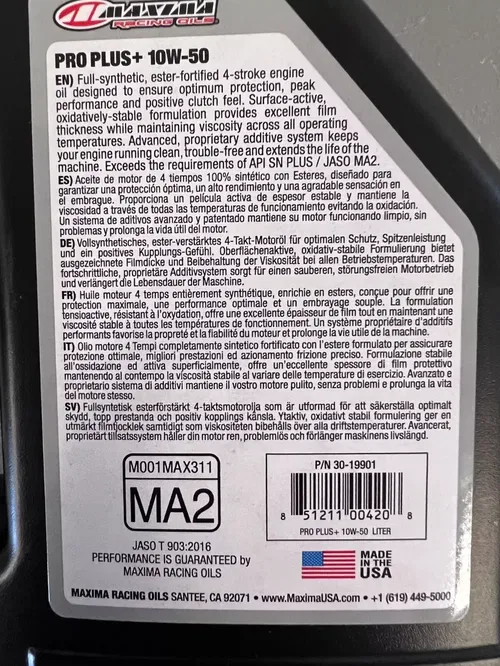 MAXIMA
RACING OILS®
PRO PLUS+ 10W-50
EN) Full-synthetic, ester-fortified 4-stroke engine
oil designed to ensure optimum protection, peak
performance and positive clutch feel. Surface-active,
oxidatively-stable formulation provides excellent film
thickness while maintaining viscosity across all operating
temperatures. Advanced, proprietary additive system keeps
your engine running clean, trouble-free and extends the life of the
machine. Exceeds the requirements of API SN PLUS / JASO MA2.
ES) Aceite de motor de 4 tiempos 100% sintético con Esteres, diseñado para
garantizar una protección óptima, un alto rendimiento y una agradable sensación en
el embrague. Proporciona un película activa de espesor estable y mantiene la
viscosidad a través de todas las temperaturas de funcionamiento evitando la oxidación.
Un sistema de aditivos avanzado y patentado mantiene su motor funcionando limpio, sin
problemas y prolonga la vida útil del motor.
DE) Vollsynthetisches, ester-verstärktes 4-Takt-Motoröl für optimalen Schutz, Spitzenleistung
und ein positives Kupplungs-Gefühl. Oberflächenaktive, oxidativ-stabile Formulierung bietet
ausgezeichnete Filmdicke und Beibehaltung der Viskosität bei allen Betriebstemperaturen. Das
fortschrittliche, proprietäre Additivsystem sorgt für einen sauberen, störungsfreien Motorbetrieb
und verlängert die Lebensdauer der Maschine.
FR) Huile moteur 4 temps entièrement synthétique, enrichie en esters, conçue pour offrir une
protection maximale, une performance optimale et un embrayage souple. La formulation
tensioactive, résistant à l'oxydation, offre une excellente épaisseur de film tout en maintenant une
viscosité stable à toutes les températures de fonctionnement. Un système propriétaire d'additifs
performants favorise la propreté et la fiabilité du moteur et prolonge la vie utile de la machine.
IT) Olio motore 4 Tempi completamente sintetico fortificato con l'estere formulato per assicurare
protezione ottimale, migliori prestazioni ed azionamento frizione preciso. Formulazione stabile
all'ossidazione ed attiva superficialmente, offre un'eccellente spessore di film protettivo
mantenendo al contempo la viscosità stabile al variare delle temperature di esercizio. Avanzato e
proprietario sistema di additivi mantiene il vostro motore pulito, senza problemi e prolunga la vita
del motore stesso.
SV) Fullsyntetisk esterförstärkt 4-taktsmotorolja som är utformad för att säkerställa optimalt
skydd, topp prestanda och positiv kopplings känsla. Ytaktiv, oxidativt stabil formulering ger en
utmärkt filmtjocklek samtidigt som viskositeten bibehålls över alla driftstemperaturer. Avancerat,
proprietärt tillsatssystem håller din motor ren, problemlös och förlänger maskinens livslängd.
M001MAX311
MA2
JASO T 903:2016
PERFORMANCE IS GUARANTEED by
MAXIMA RACING OILS
P/N 30-19901
8 51211 00420 8
PRO PLUS+ 10W-50 LITER
MADE
IN THE
USA
MAXIMA RACING OILS SANTEE, CA 92071 • www.MaximaUSA.com • +1 (619) 449-5000